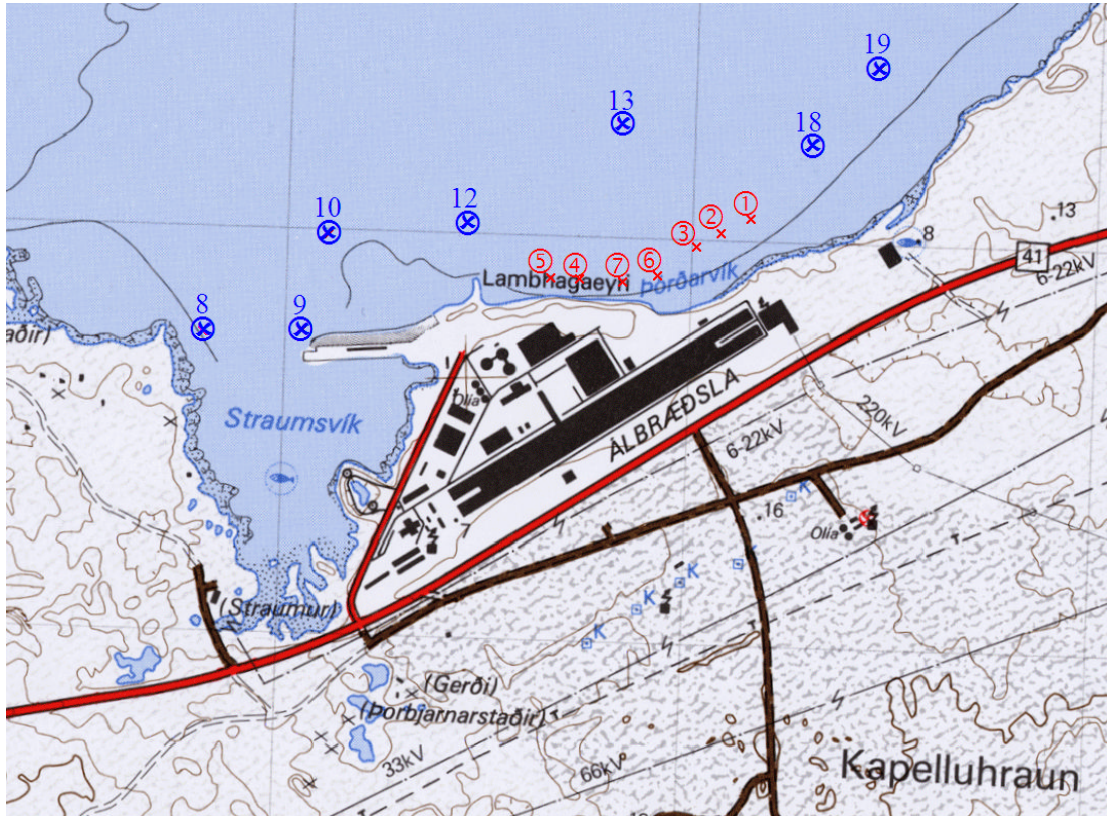 19
13
18
10
12
①
②
③
⑤
④
⑦
⑥
8
13
41
6-22kV
Lambhagaeyri
Þórðarvík
8
9
aðir)
Olía
Straumsvík
ÁLBRÆÐSLA
220kV
6-22kV
K
16
Olía
K
K
K
K
(Straumur)
(Gerði)
(Þorbjarnarstaðir)
33kV
66kV
Kapelluhraun